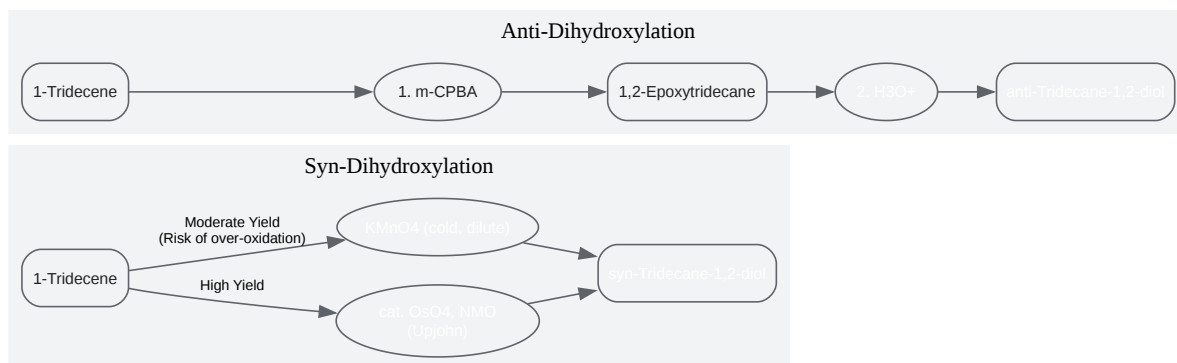 Anti-Dihydroxylation
1-Tridecene
1. m-CPBA
1,2-Epoxytridecane
2. H3O+
anti-Tridecane-1,2-diol
Syn-Dihydroxylation
1-Tridecene
Moderate Yield
(Risk of over-oxidation)
High Yield
KMnO4 (cold, dilute)
cat. OsO4, NMO
(Upjohn)
syn-Tridecane-1,2-diol